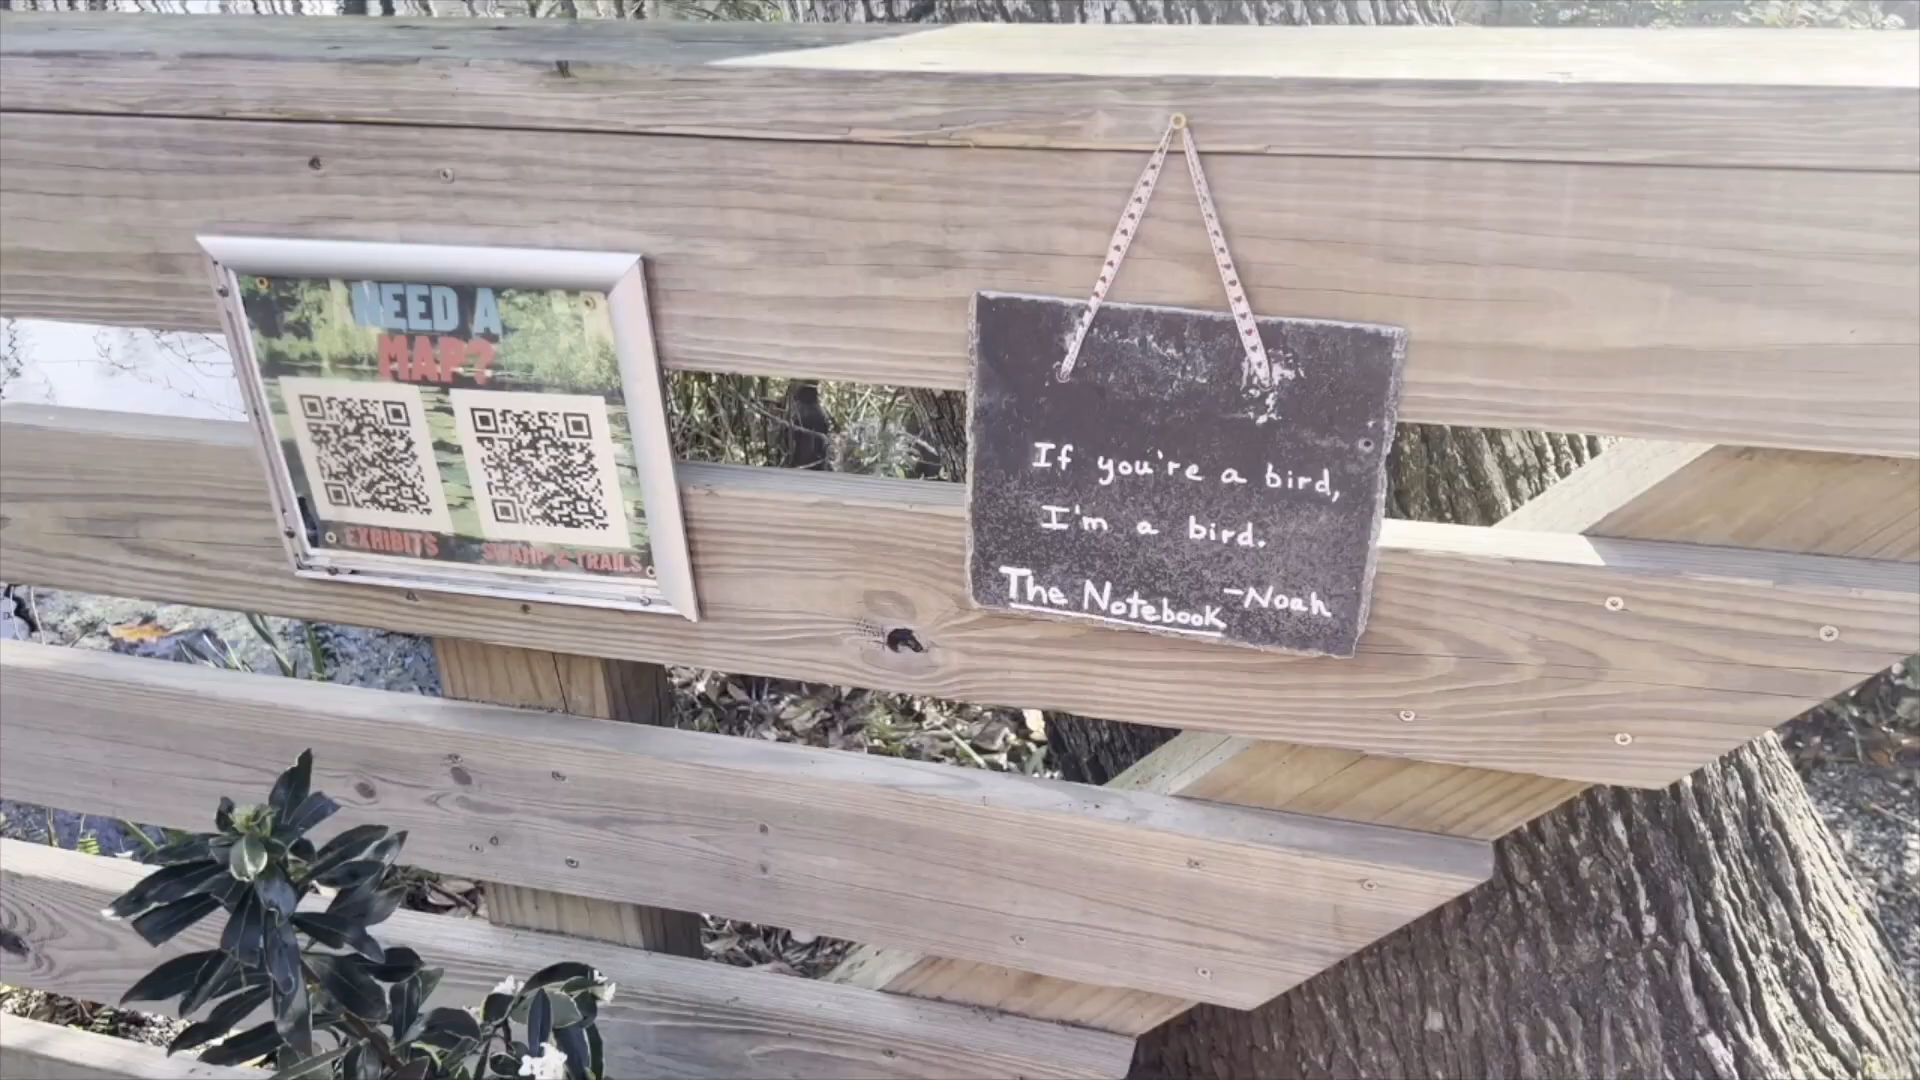 NEED A
MAP?
EXHIBITS
SWAMP & TRAILS
If you're a bird,
I'm a bird.
-Noah
The Notebook